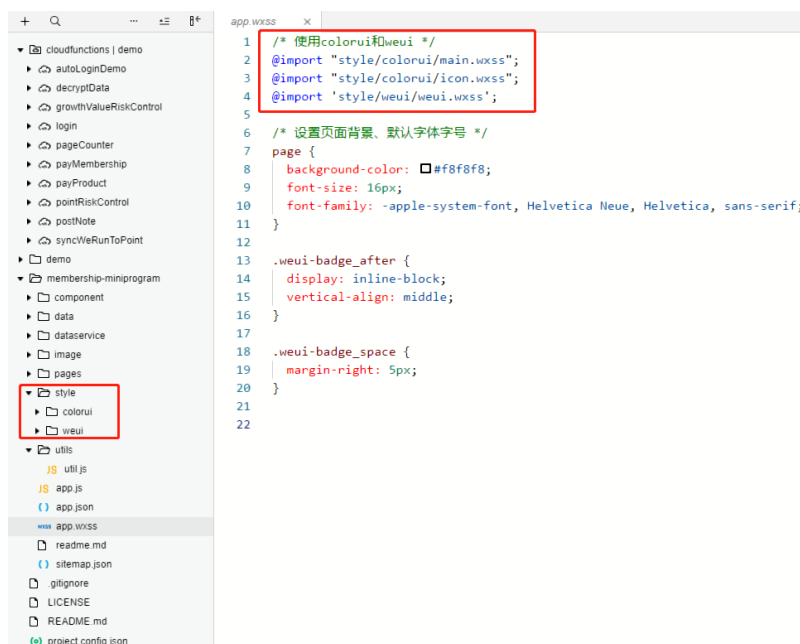 app.wxss
cloudfunctions | demo
autoLoginDemo
decryptData
growthValueRiskControl
login
pageCounter
payMembership
payProduct
pointRiskControl
postNote
syncWeRunToPoint
demo
membership-miniprogram
component
data
dataservice
image
pages
style
colorui
weui
utils
JS util.js
JS app.js
{ } app.json
wxss app.wxss
readme.md
{ } sitemap.json
.gitignore
LICENSE
README.md
{o} project.config.json
1 /* 使用colorui和weui */
2 @import "style/colorui/main.wxss";
3 @import "style/colorui/icon.wxss";
4 @import 'style/weui/weui.wxss';
5
6 /* 设置页面背景、默认字体字号 */
7 page {
8 background-color: #f8f8f8;
9 font-size: 16px;
10 font-family: -apple-system-font, Helvetica Neue, Helvetica, sans-serif;
11 }
12
13 .weui-badge_after {
14 display: inline-block;
15 vertical-align: middle;
16 }
17
18 .weui-badge_space {
19 margin-right: 5px;
20 }
21
22